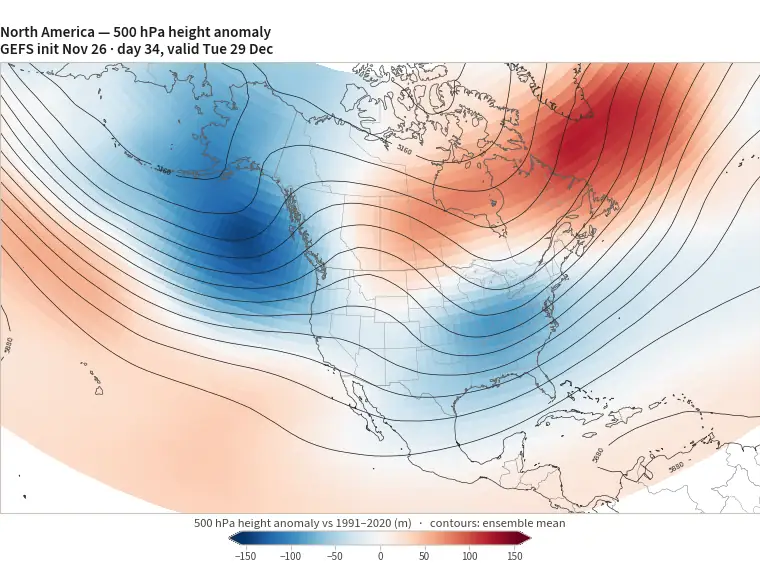 North America — 500 hPa height anomaly
GEFS init Nov 26 · day 34, valid Tue 29 Dec
5160
5160
5880
5880
5880
500 hPa height anomaly vs 1991–2020 (m) · contours: ensemble mean
−150 −100 −50 0 50 100 150